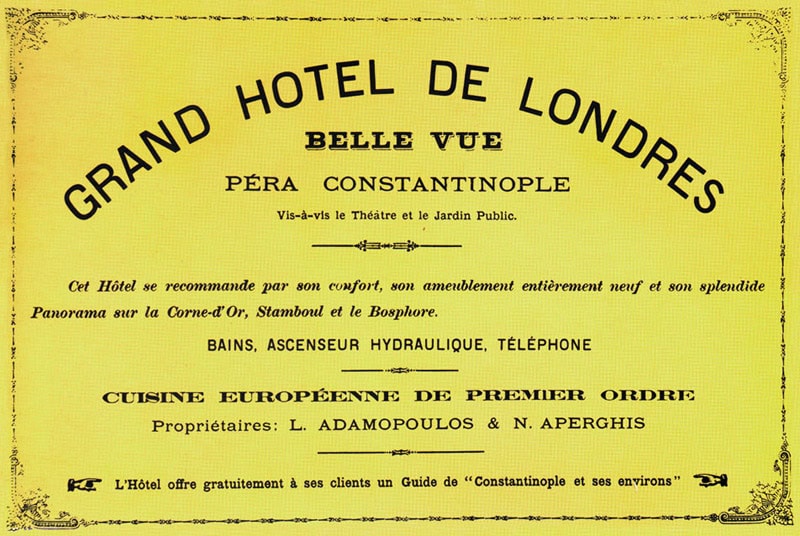 GRAND HOTEL DE LONDRES
BELLE VUE
PÉRA CONSTANTINOPLE
Vis-à-vis le Théâtre et le Jardin Public.
Cet Hôtel se recommande par son confort, son ameublement entièrement neuf et son splendide
Panorama sur la Corne-d'Or, Stamboul et le Bosphore.
BAINS, ASCENSEUR HYDRAULIQUE, TÉLÉPHONE
CUISINE EUROPÉENNE DE PREMIER ORDRE
Propriétaires: L. ADAMOPOULOS & N. APERGHIS
L'Hôtel offre gratuitement à ses clients un Guide de "Constantinople et ses environs"